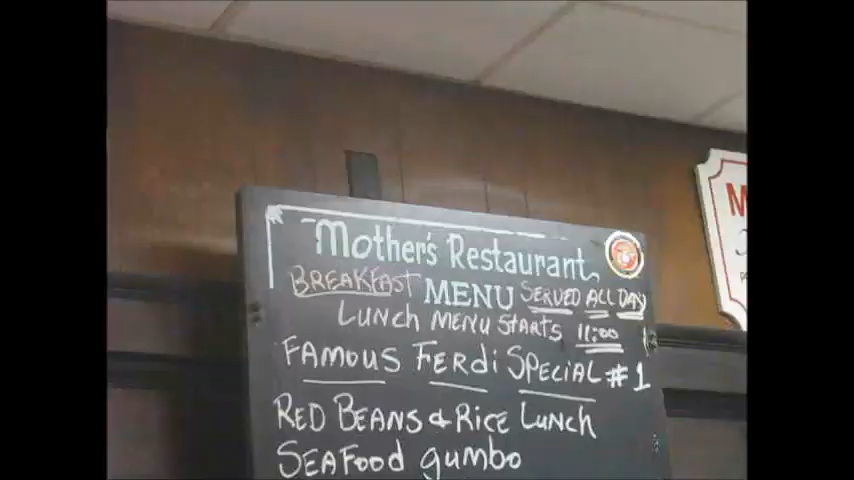 Mother's Restaurant
BREAKFAST MENU SERVED ALL DAY
LUNCH MENU STARTS 11:00
FAMOUS FERDI SPECIAL #1
RED BEANS & RICE LUNCH
SEAFOOD gumbo
M